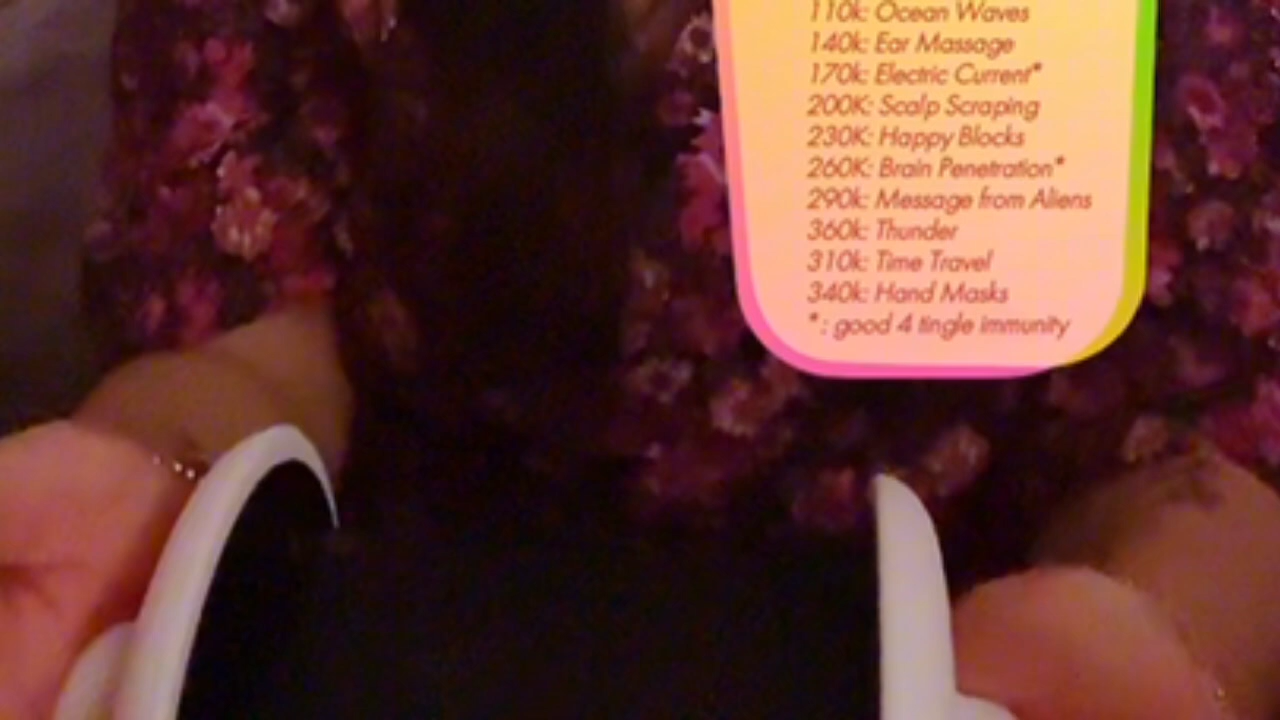 110k: Ocean Waves
140k: Ear Massage
170k: Electric Current*
200K: Scalp Scraping
230K: Happy Blocks
260K: Brain Penetration*
290k: Message from Aliens
360k: Thunder
310k: Time Travel
340k: Hand Masks
* : good 4 tingle immunity